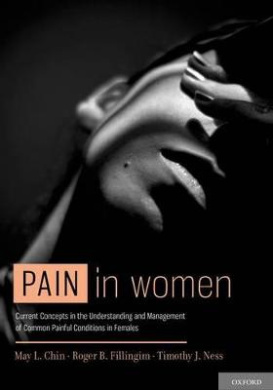 PAIN in women
Current Concepts in the Understanding and Management
of Common Painful Conditions in Females
May L. Chin · Roger B. Fillingim · Timothy J. Ness
OXFORD